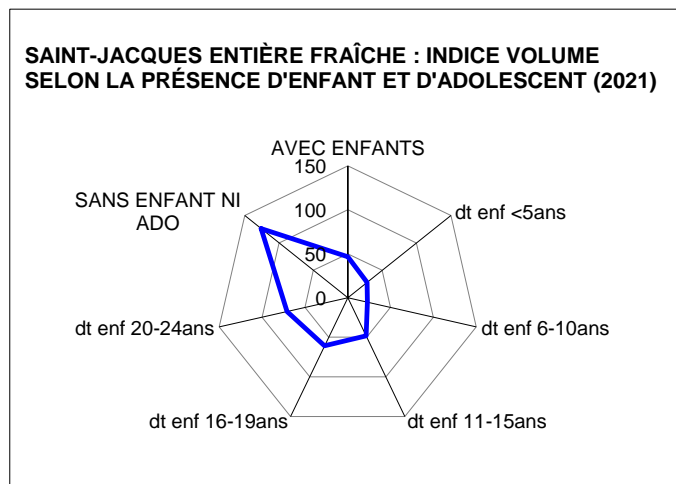 SAINT-JACQUES ENTIÈRE FRAÎCHE : INDICE VOLUME
SELON LA PRÉSENCE D'ENFANT ET D'ADOLESCENT (2021)
AVEC ENFANTS
150
100
50
0
dt enf <5ans
dt enf 6-10ans
dt enf 11-15ans
dt enf 16-19ans
dt enf 20-24ans
SANS ENFANT NI
ADO